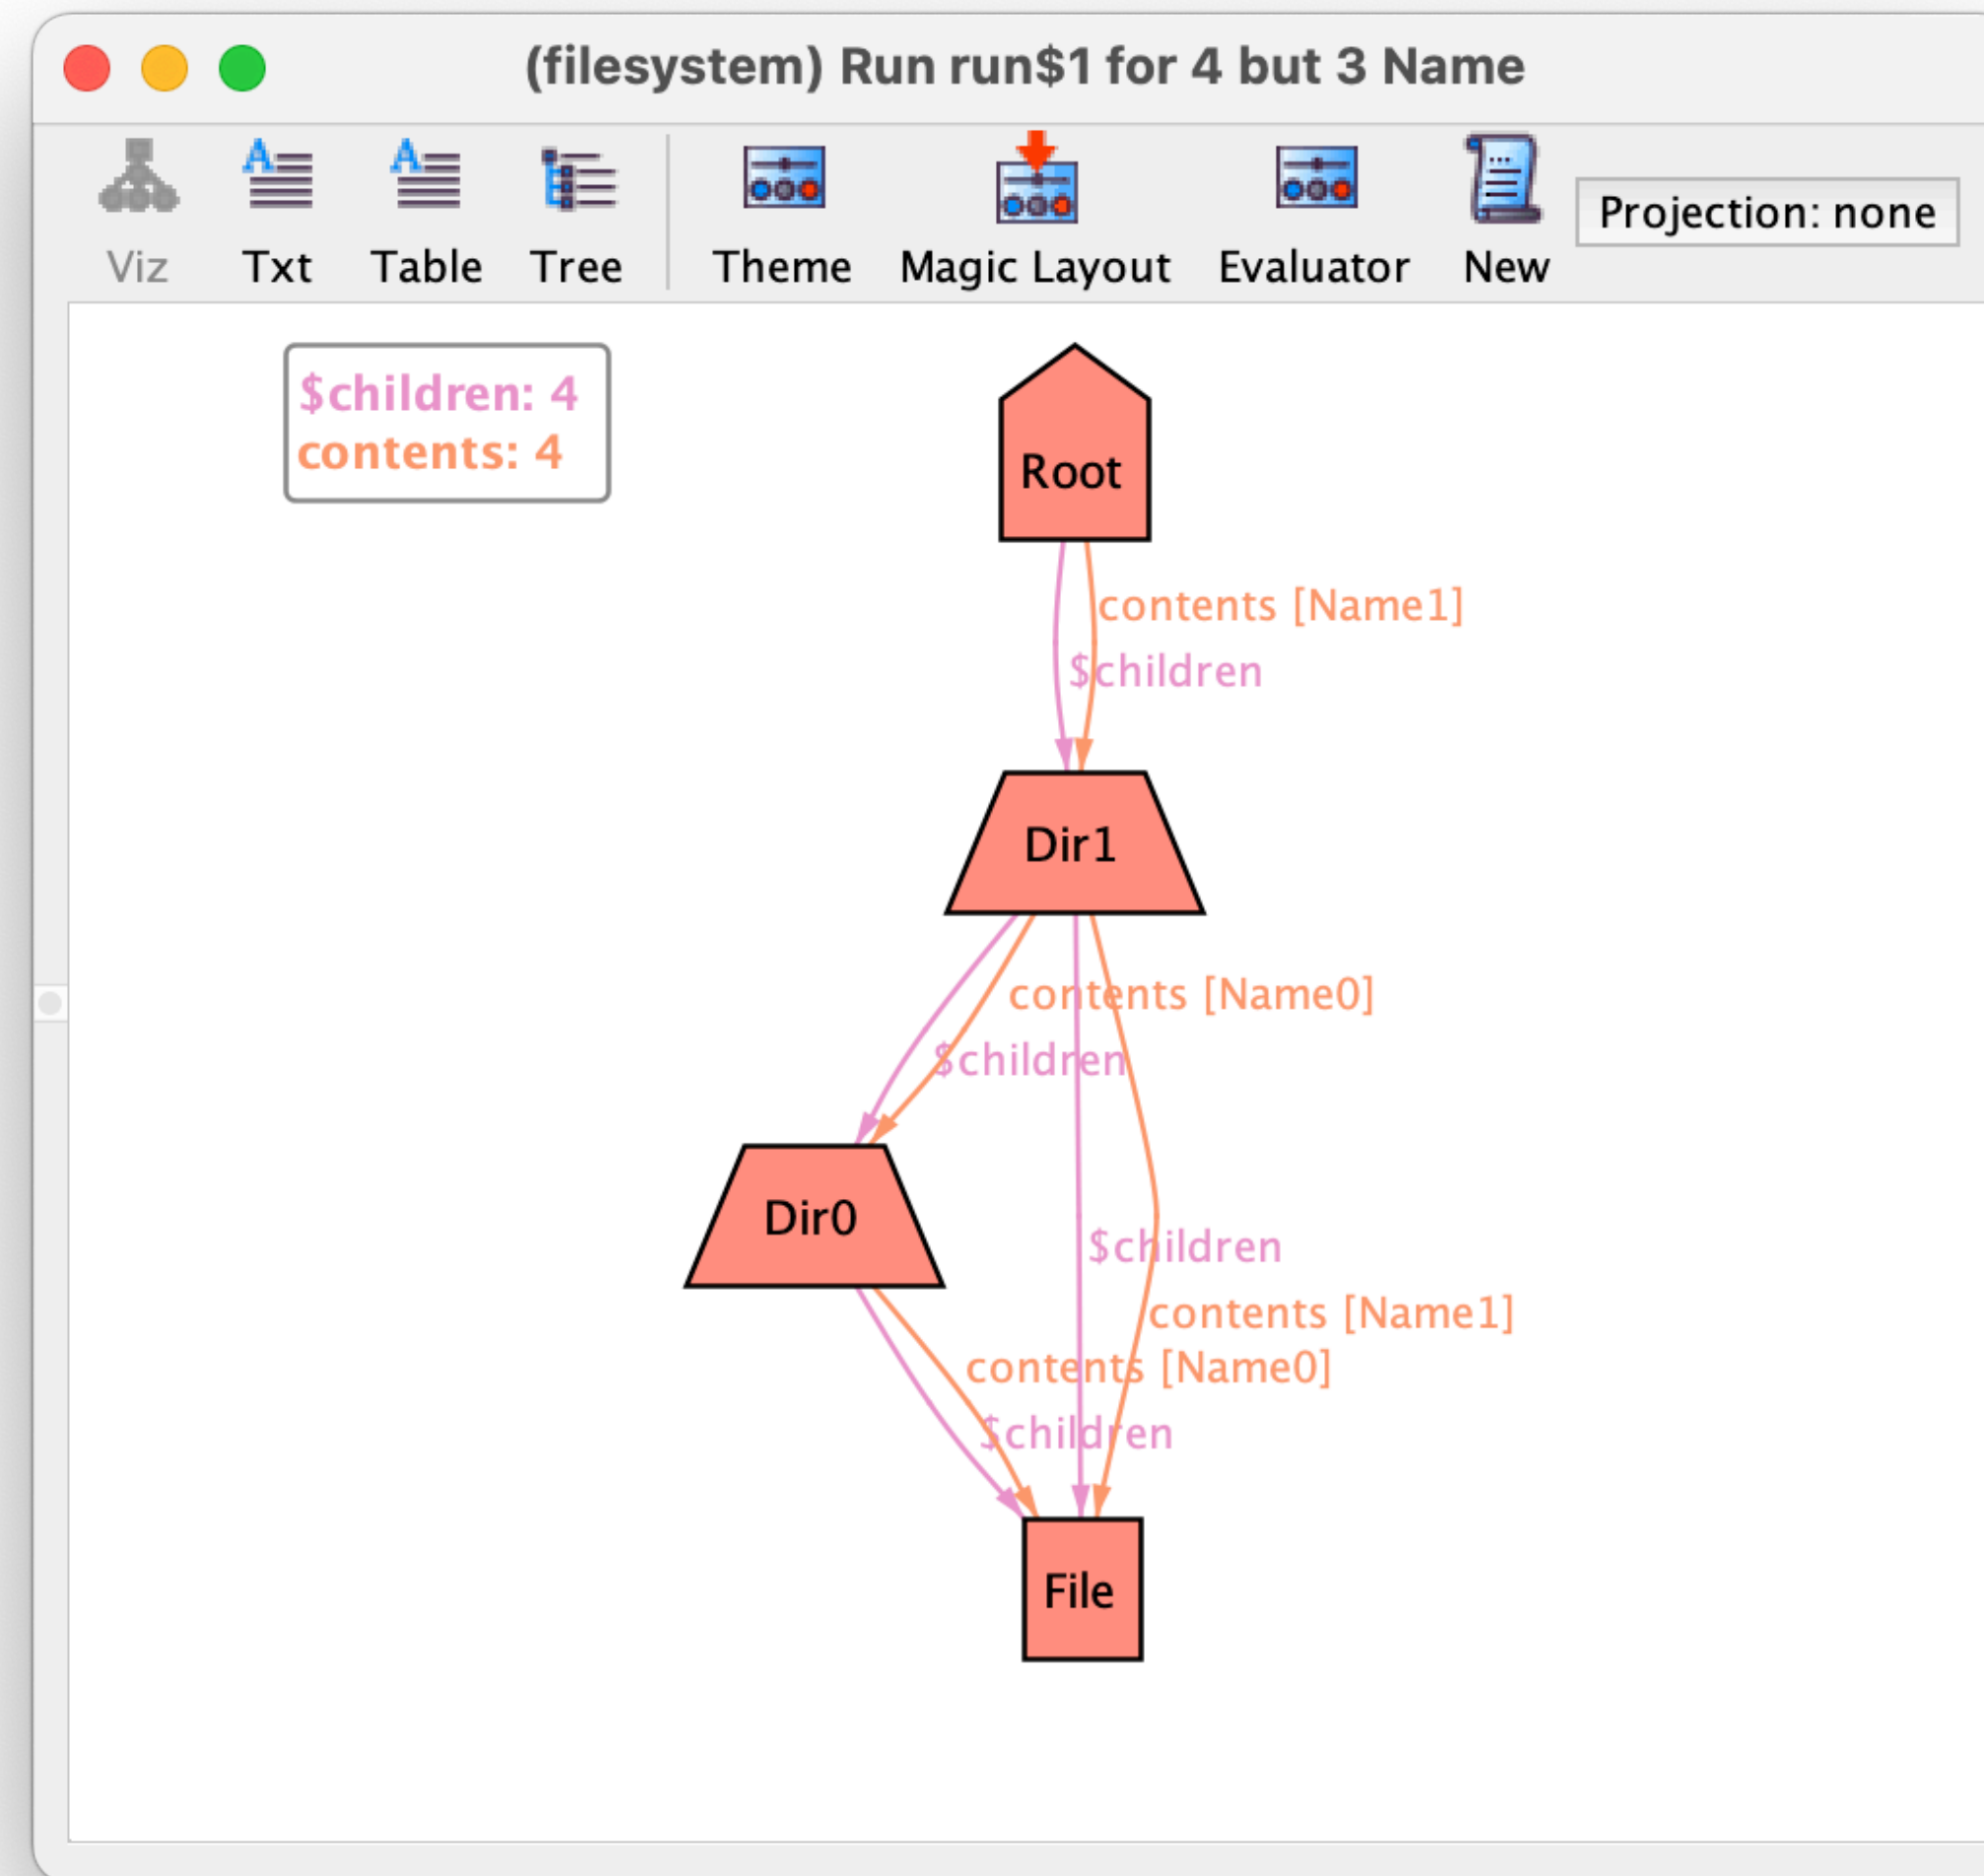 (filesystem) Run run$1 for 4 but 3 Name
Viz Txt Table Tree Theme Magic Layout Evaluator New Projection: none
$children: 4
contents: 4
Root
contents [Name1]
$children
Dir1
contents [Name0]
$children
Dir0
$children
contents [Name1]
contents [Name0]
$children
File